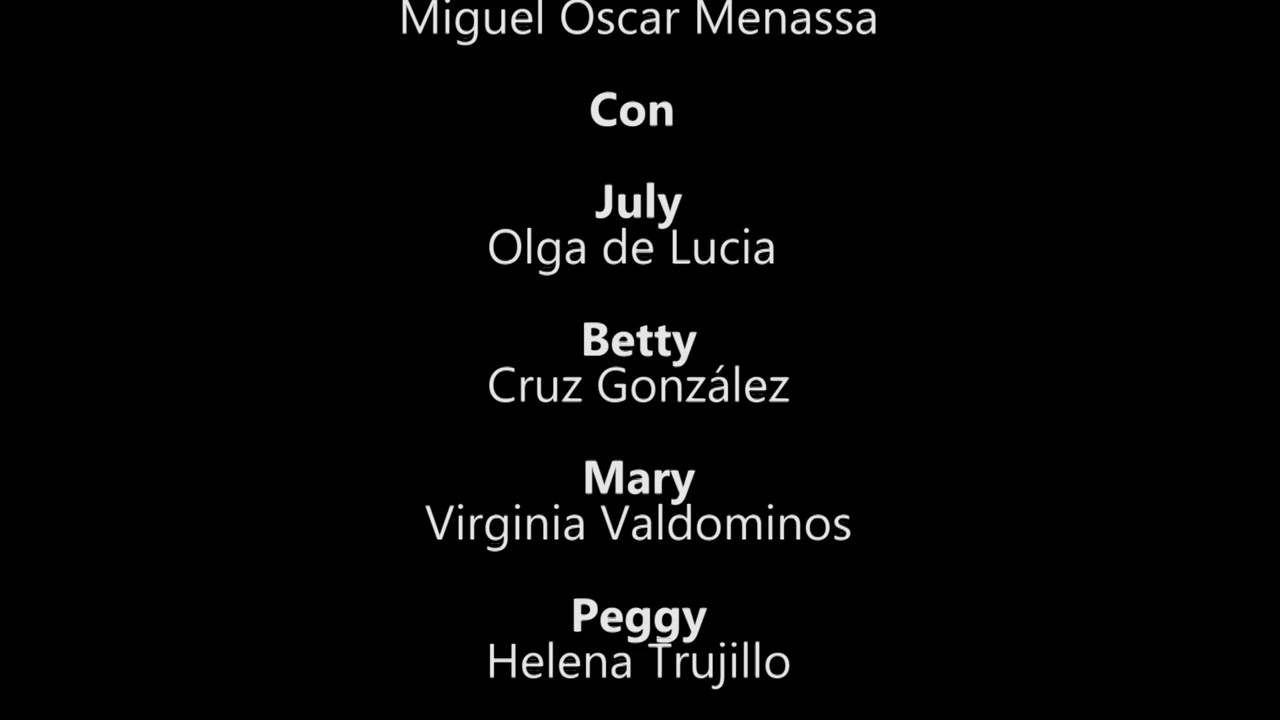 Miguel Oscar Menassa
Con
July
Olga de Lucia
Betty
Cruz González
Mary
Virginia Valdominos
Peggy
Helena Trujillo